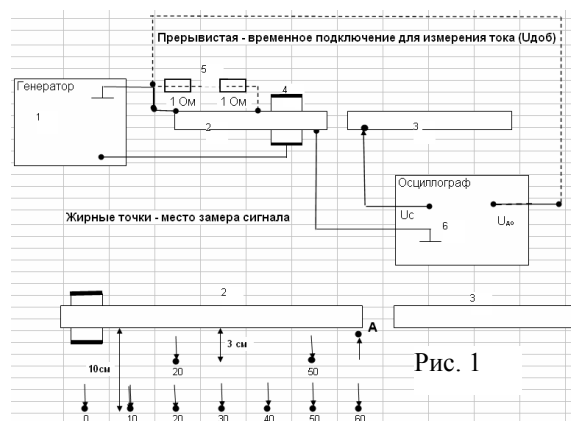 Прерывистая - временное подключение для измерения тока (Uдоб)
Генератор
5
4
1
1 Ом
1 Ом
2
3
Осциллограф
Uс
Uдо
6
Жирные точки - место замера сигнала
2
3
А
3 см
10см
20
50
Рис. 1
0
10
20
30
40
50
60